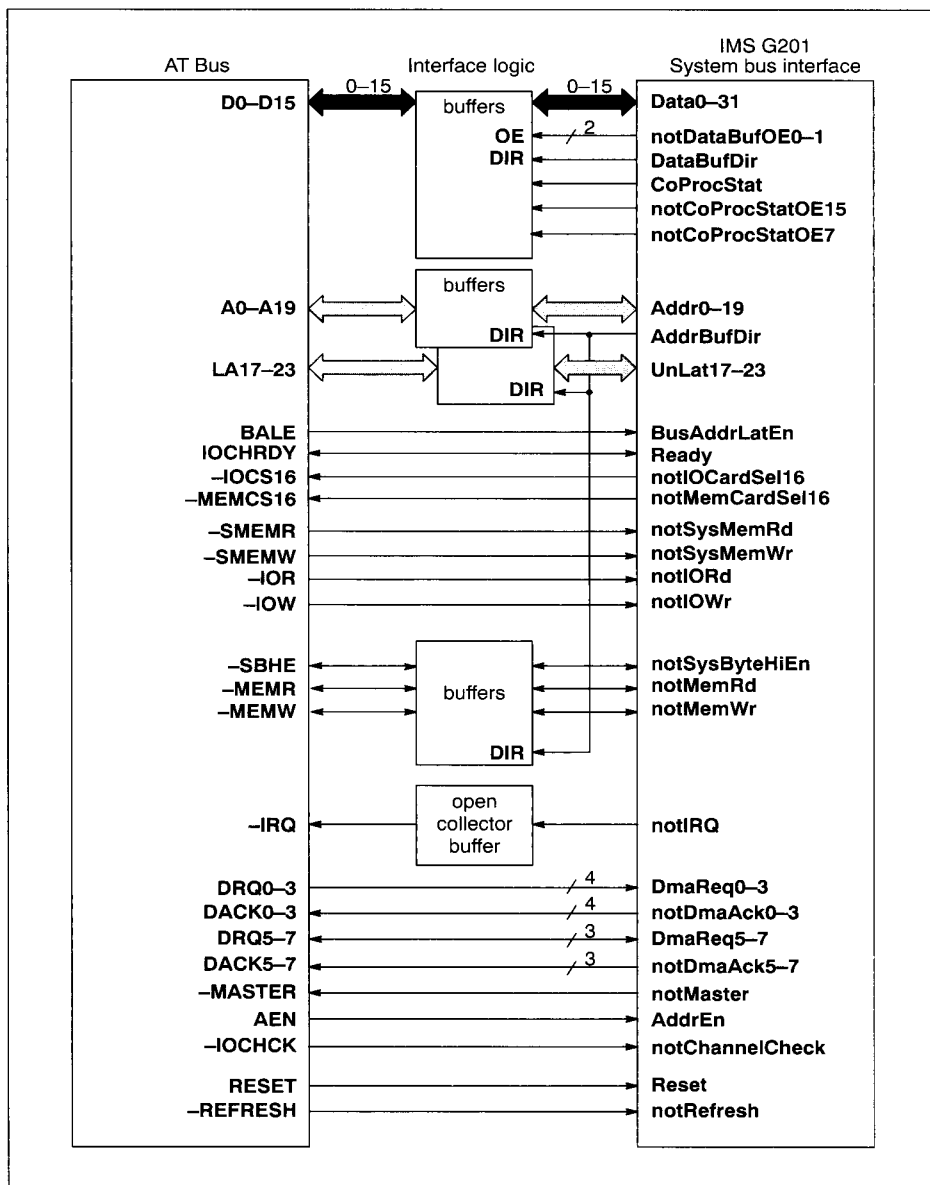 IMS G201
AT Bus Interface logic System bus interface
D0–D15 0–15 buffers 0–15 Data0–31
OE 2 notDataBufOE0–1
DIR DataBufDir
CoProcStat
notCoProcStatOE15
notCoProcStatOE7
buffers
A0–A19 Addr0–19
DIR AddrBufDir
LA17–23 UnLat17–23
DIR
BALE BusAddrLatEn
IOCHRDY Ready
–IOCS16 notIOCardSel16
–MEMCS16 notMemCardSel16
–SMEMR notSysMemRd
–SMEMW notSysMemWr
–IOR notIORd
–IOW notIOWr
–SBHE notSysByteHiEn
–MEMR buffers notMemRd
–MEMW notMemWr
DIR
open
–IRQ collector notIRQ
buffer
DRQ0–3 4 DmaReq0–3
DACK0–3 4 notDmaAck0–3
DRQ5–7 3 DmaReq5–7
DACK5–7 3 notDmaAck5–7
–MASTER notMaster
AEN AddrEn
–IOCHCK notChannelCheck
RESET Reset
–REFRESH notRefresh